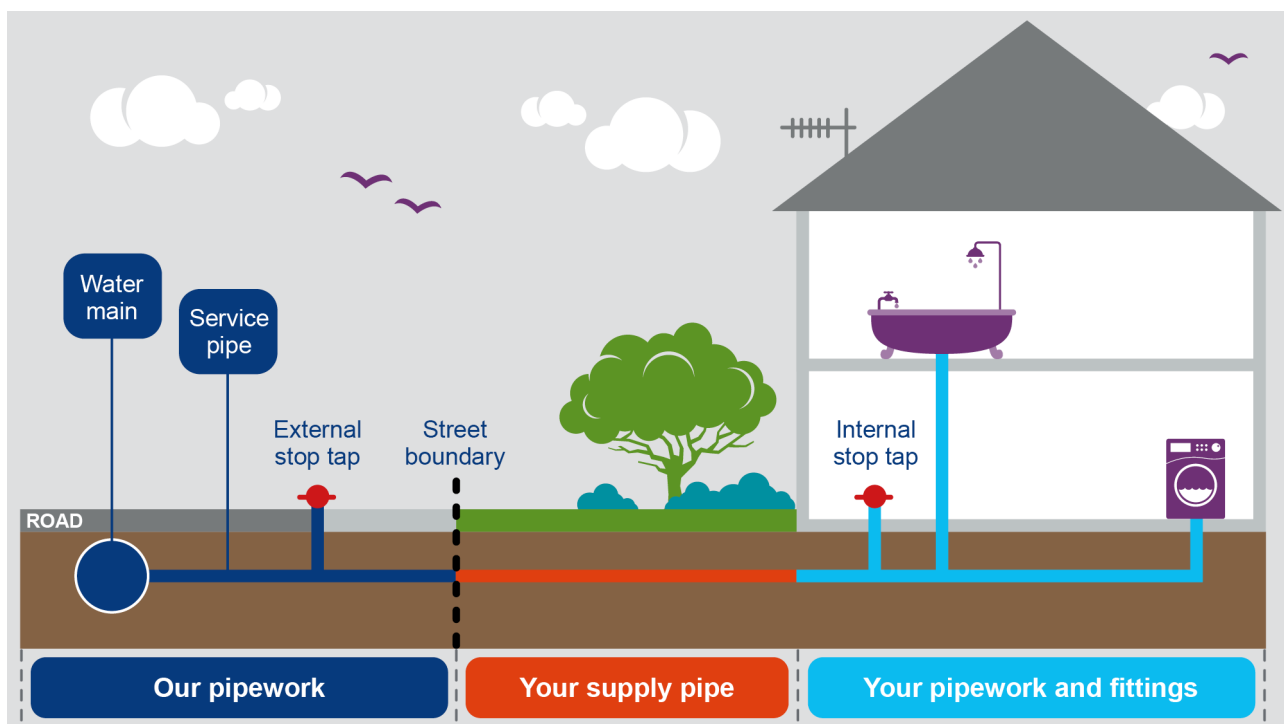 Water
main
Service
pipe
External
stop tap
Street
boundary
Internal
stop tap
ROAD
Our pipework
Your supply pipe
Your pipework and fittings